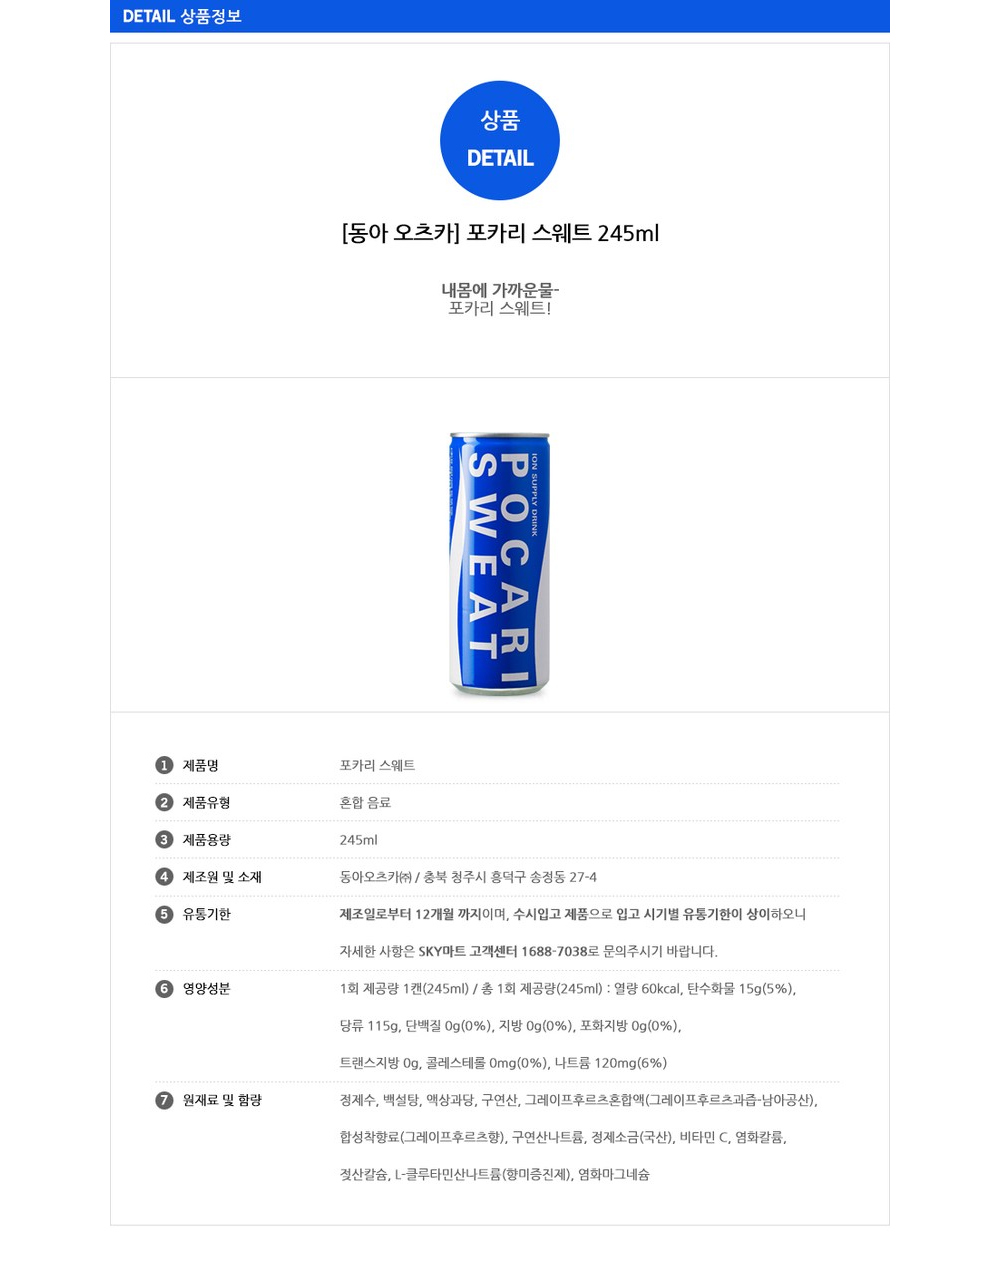 DETAIL 상품정보
상품
DETAIL
[동아 오츠카] 포카리 스웨트 245ml
내몸에 가까운물-
포카리 스웨트!
ION SUPPLY DRINK
POCARI
SWEAT
1 제품명 포카리 스웨트
2 제품유형 혼합 음료
3 제품용량 245ml
4 제조원 및 소재 동아오츠카㈜ / 충북 청주시 흥덕구 송정동 27-4
5 유통기한 제조일로부터 12개월 까지이며, 수시입고 제품으로 입고 시기별 유통기한이 상이하오니
자세한 사항은 SKY마트 고객센터 1688-7038로 문의주시기 바랍니다.
6 영양성분 1회 제공량 1캔(245ml) / 총 1회 제공량(245ml) : 열량 60kcal, 탄수화물 15g(5%),
당류 115g, 단백질 0g(0%), 지방 0g(0%), 포화지방 0g(0%),
트랜스지방 0g, 콜레스테롤 0mg(0%), 나트륨 120mg(6%)
7 원재료 및 함량 정제수, 백설탕, 액상과당, 구연산, 그레이프후르츠혼합액(그레이프후르츠과즙-남아공산),
합성착향료(그레이프후르츠향), 구연산나트륨, 정제소금(국산), 비타민 C, 염화칼륨,
젖산칼슘, L-글루타민산나트륨(향미증진제), 염화마그네슘